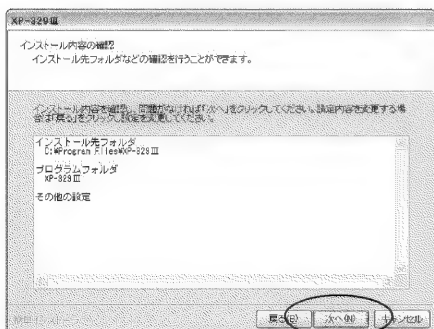 XP-329Ⅲ
インストール内容の確認
インストール先フォルダなどの確認を行うことができます。
インストール内容を確認し、問題がなければ「次へ」をクリックしてください。設定内容を変更する場
合は「戻る」をクリックし、設定を変更してください。
インストール先フォルダ
C:¥Program Files¥XP-329Ⅲ
プログラムフォルダ
XP-329Ⅲ
その他の設定
戻る(B) 次へ(N) キャンセル